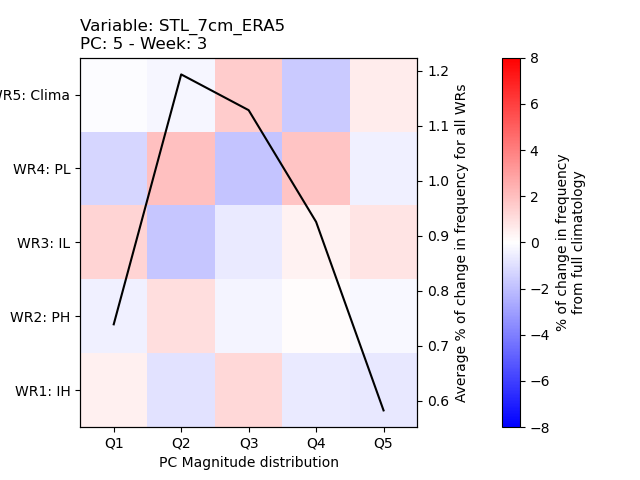 Variable: STL_7cm_ERA5
PC: 5 - Week: 3
WR5: Clima
WR4: PL
WR3: IL
WR2: PH
WR1: IH
Q1 Q2 Q3 Q4 Q5
PC Magnitude distribution
1.2
1.1
1.0
0.9
0.8
0.7
0.6
Average % of change in frequency for all WRs
8
6
4
2
0
−2
−4
−6
−8
% of change in frequency
from full climatology